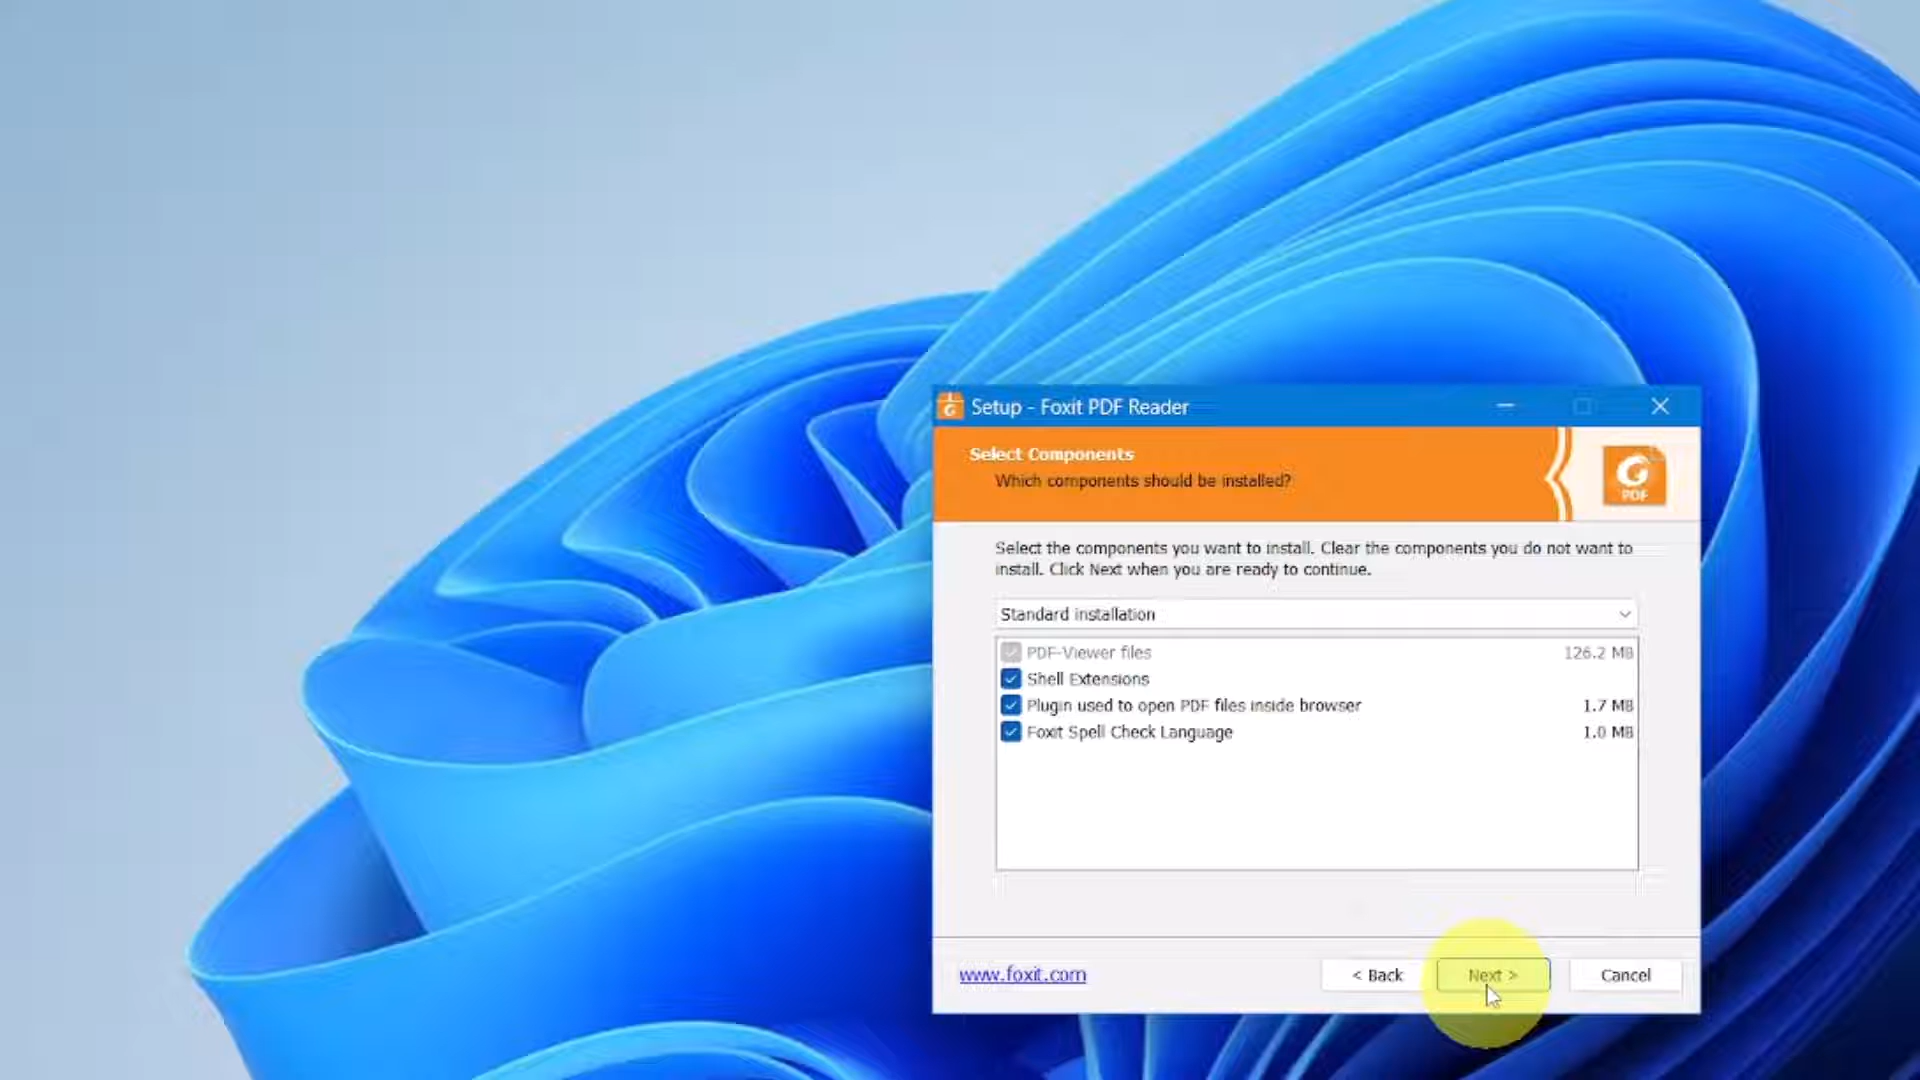 Setup - Foxit PDF Reader
Select Components
Which components should be installed?
PDF
Select the components you want to install. Clear the components you do not want to
install. Click Next when you are ready to continue.
Standard installation
PDF-Viewer files 126.2 MB
Shell Extensions
Plugin used to open PDF files inside browser 1.7 MB
Foxit Spell Check Language 1.0 MB
www.foxit.com
< Back
Next >
Cancel